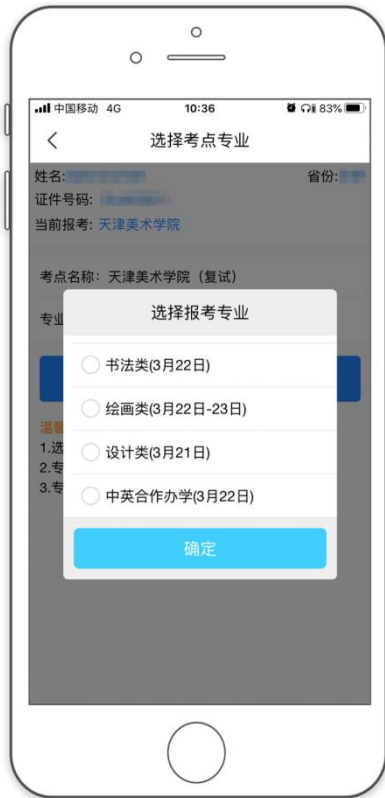 中国移动 4G 10:36 83%
选择考点专业
姓名: 省份:
证件号码:
当前报考: 天津美术学院
考点名称: 天津美术学院（复试）
专业
选择报考专业
书法类(3月22日)
绘画类(3月22日-23日)
设计类(3月21日)
中英合作办学(3月22日)
确定
温馨
1.选
2.专
3.专